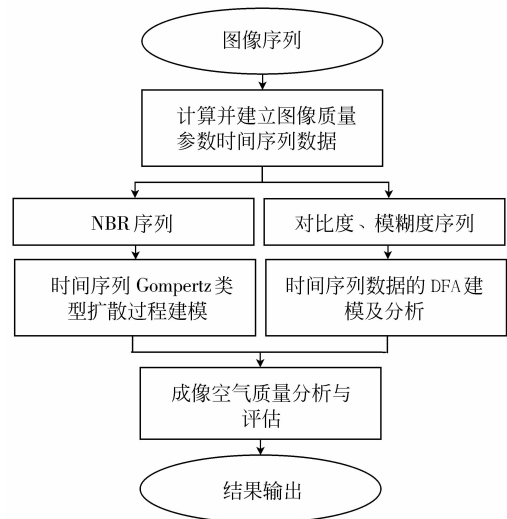 图像序列
计算并建立图像质量
参数时间序列数据
NBR 序列
对比度、模糊度序列
时间序列 Gompertz 类
型扩散过程建模
时间序列数据的 DFA 建
模及分析
成像空气质量分析与
评估
结果输出